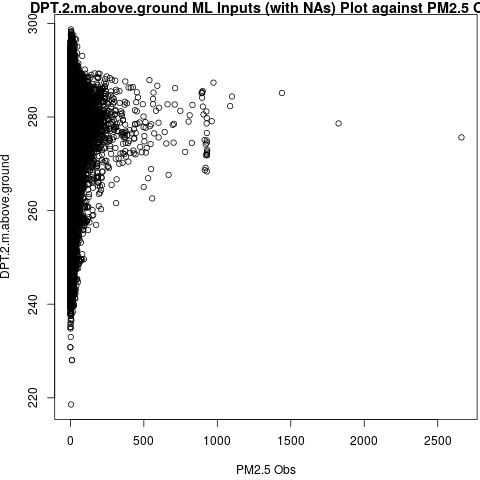 DPT.2.m.above.ground ML Inputs (with NAs) Plot against PM2.5 O
DPT.2.m.above.ground
300
280
260
240
220
0 500 1000 1500 2000 2500
PM2.5 Obs